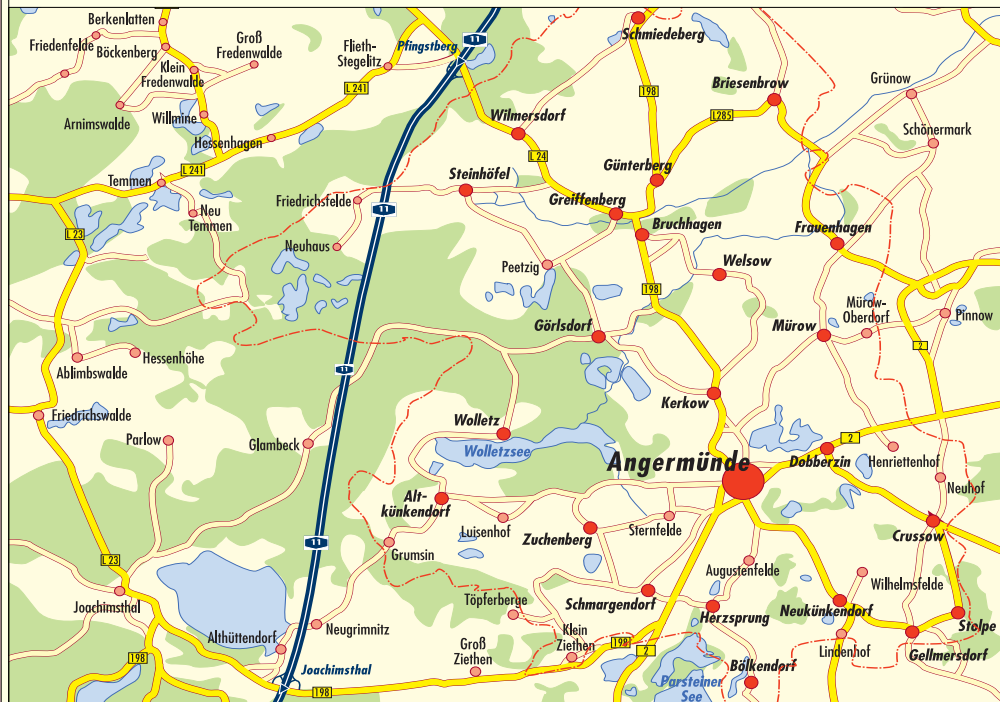 Berkenlatten
Friedenfelde
Böckenberg
Groß
Fredenwalde
Klein
Fredenwalde
Arnimswalde
Willmine
Hessenhagen
Flieth-
Stegelitz
Pfingstberg
11
L 241
L 241
Schmiedeberg
Briesenbrow
Grünow
198
L285
Wilmersdorf
Schönermark
L 24
Günterberg
Temmen
Neu
Temmen
Steinhöfel
Friedrichsfelde
11
Greiffenberg
Bruchhagen
Frauenhagen
L 23
Neuhaus
Peetzig
Welsow
198
Mürow-
Oberdorf
Pinnow
Görlsdorf
Mürow
2
Hessenhöhe
Ablimbswalde
11
Kerkow
Friedrichswalde
Parlow
Glambeck
Wolletz
Wolletzsee
Angermünde
2
Dobberzin
Henriettenhof
Neuhof
Alt-
künkendorf
Luisenhof
Zuchenberg
Sternfelde
Crussow
11
Grumsin
L 23
Augustenfelde
Wilhelmsfelde
Joachimsthal
Töpferberge
Schmargendorf
Herzsprung
Neukünkendorf
Stolpe
Althüttendorf
Neugrimnitz
Groß
Ziethen
Klein
Ziethen
198
2
Lindenhof
Gellmersdorf
198
Joachimsthal
198
Parsteiner
See
Bölkendorf